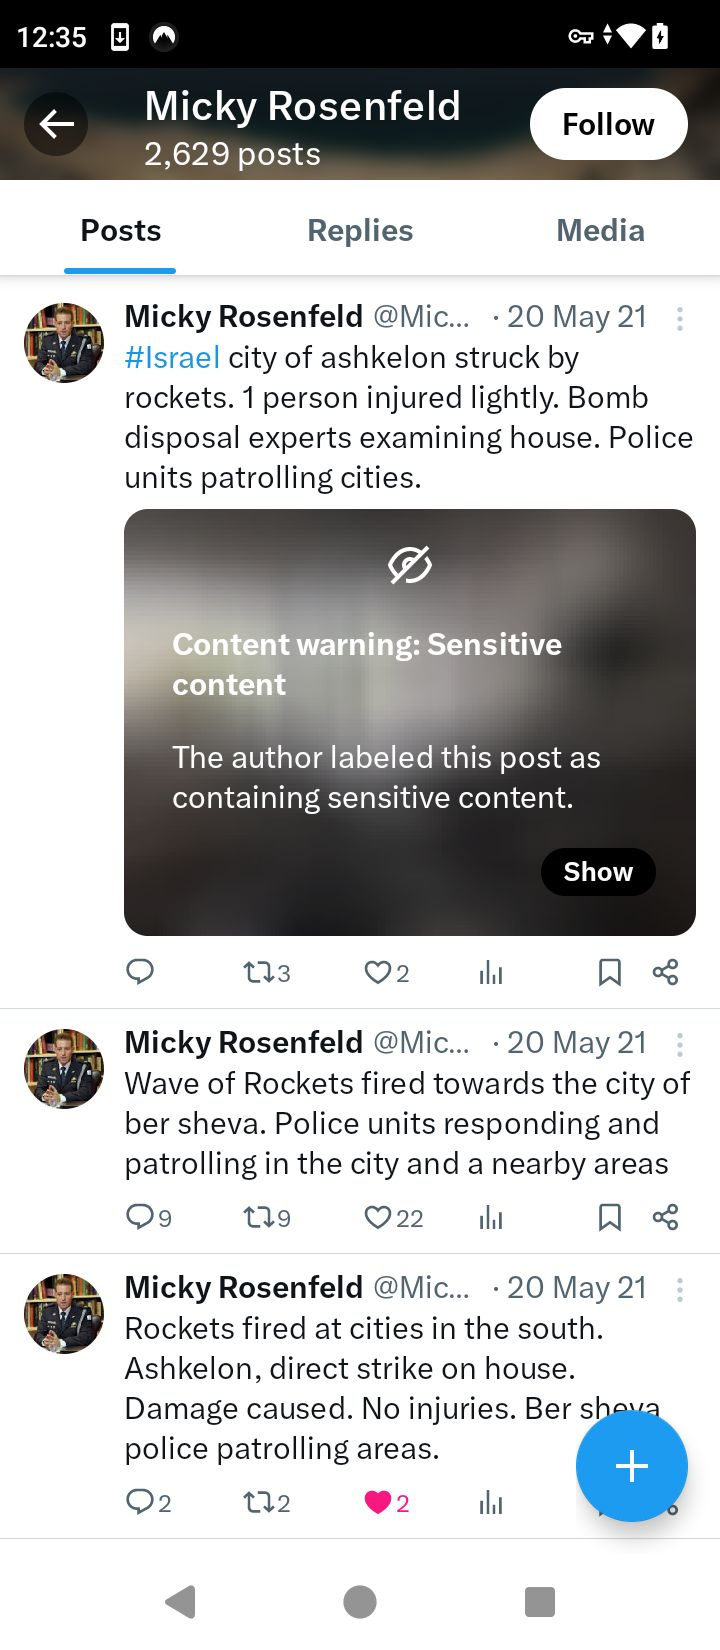 12:35
Micky Rosenfeld
2,629 posts
Follow
Posts Replies Media
Micky Rosenfeld @Mic... · 20 May 21
#Israel city of ashkelon struck by
rockets. 1 person injured lightly. Bomb
disposal experts examining house. Police
units patrolling cities.
Content warning: Sensitive
content
The author labeled this post as
containing sensitive content.
Show
3 2
Micky Rosenfeld @Mic... · 20 May 21
Wave of Rockets fired towards the city of
ber sheva. Police units responding and
patrolling in the city and a nearby areas
9 9 22
Micky Rosenfeld @Mic... · 20 May 21
Rockets fired at cities in the south.
Ashkelon, direct strike on house.
Damage caused. No injuries. Ber sheva
police patrolling areas.
2 2 2